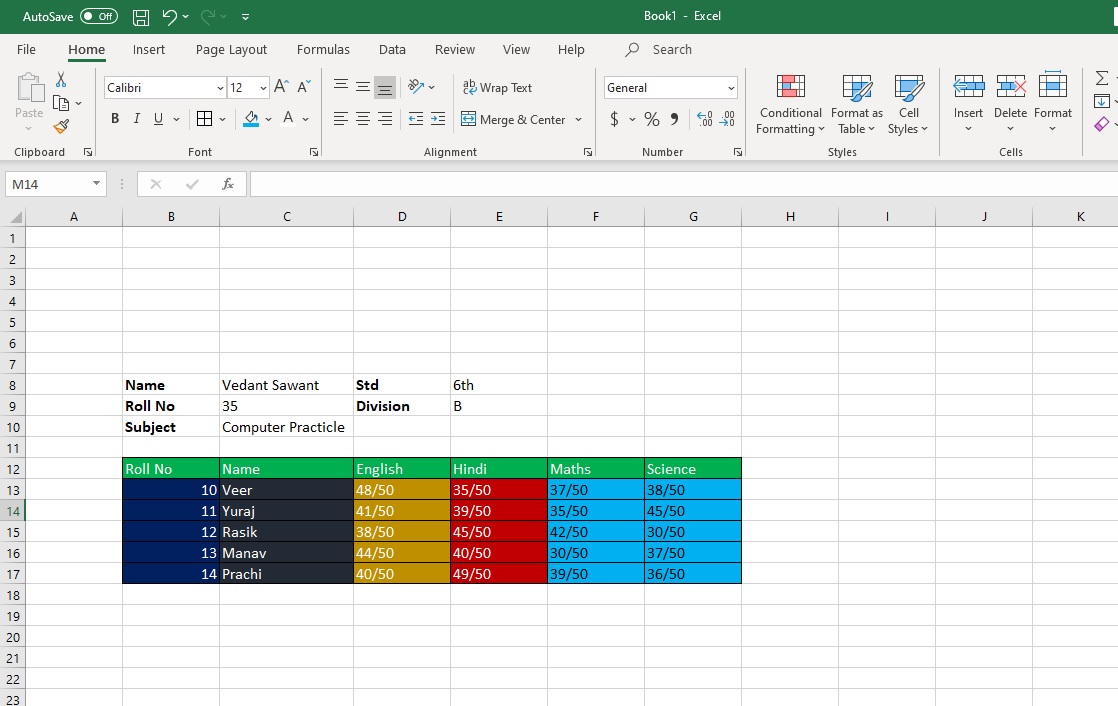 AutoSave Off Book1 - Excel
File Home Insert Page Layout Formulas Data Review View Help Search
Calibri 12 A A ab Wrap Text General Conditional Format as Cell Insert Delete Format
Paste B I U A Merge & Center $ % 9 .00 Formatting Table Styles
Clipboard Font Alignment Number Styles Cells
M14 fx
A B C D E F G H I J K
1
2
3
4
5
6
7
8 Name Vedant Sawant Std 6th
9 Roll No 35 Division B
10 Subject Computer Practicle
11
12 Roll No Name English Hindi Maths Science
13 10 Veer 48/50 35/50 37/50 38/50
14 11 Yuraj 41/50 39/50 35/50 45/50
15 12 Rasik 38/50 45/50 42/50 30/50
16 13 Manav 44/50 40/50 30/50 37/50
17 14 Prachi 40/50 49/50 39/50 36/50
18
19
20
21
22
23